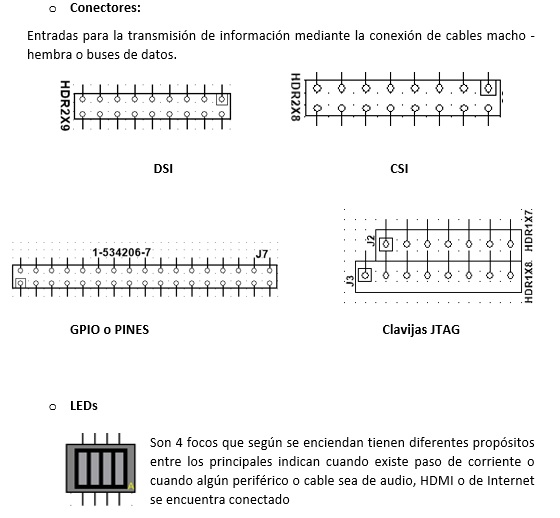 o Conectores:
Entradas para la transmisión de información mediante la conexión de cables macho -
hembra o buses de datos.
HDR2X9
HDR2X8
DSI
CSI
1-534206-7 J7
J2
HDR1X7
J3
HDR1X8
GPIO o PINES
Clavijas JTAG
o LEDs
A
Son 4 focos que según se enciendan tienen diferentes propósitos
entre los principales indican cuando existe paso de corriente o
cuando algún periférico o cable sea de audio, HDMI o de Internet
se encuentra conectado